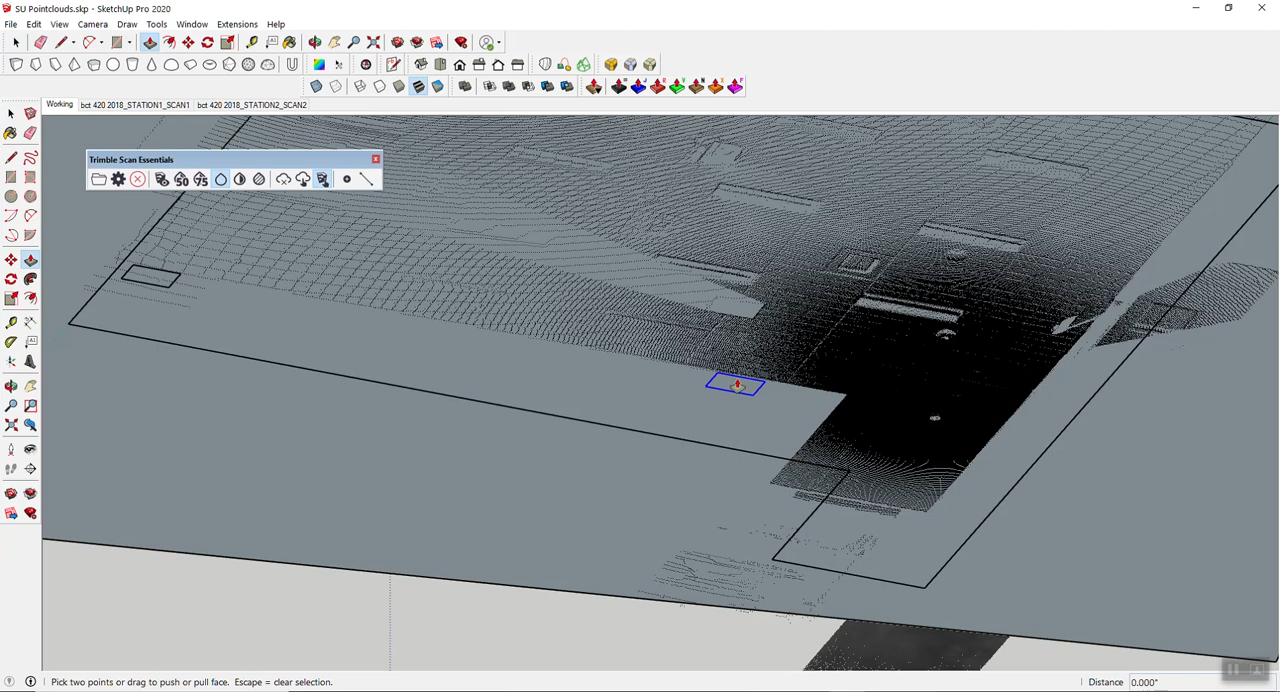 SU Pointclouds.skp - SketchUp Pro 2020
File Edit View Camera Draw Tools Window Extensions Help
Working bct 420 2018_STATION1_SCAN1 bct 420 2018_STATION2_SCAN2
Trimble Scan Essentials
50 75
Pick two points or drag to push or pull face. Escape = clear selection.
Distance 0.000"